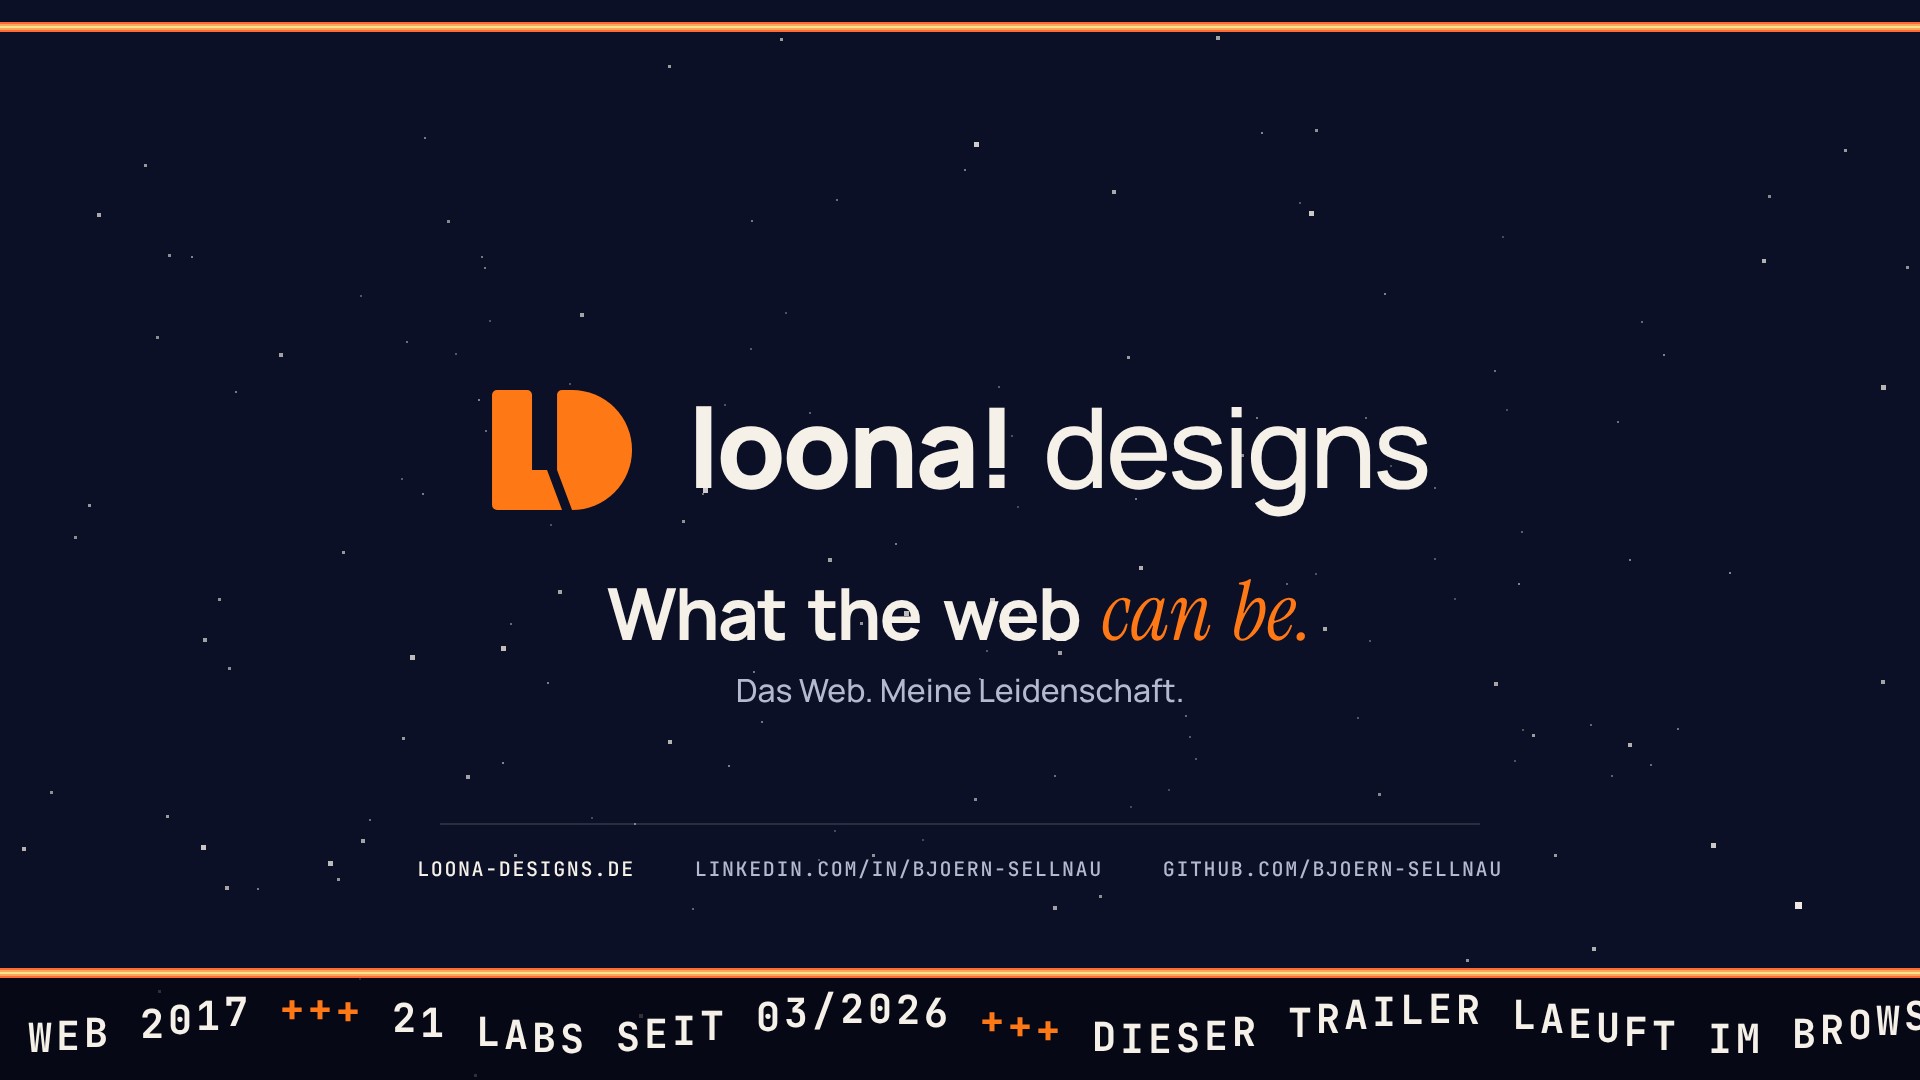 loona! designs
What the web can be.
Das Web. Meine Leidenschaft.
LOONA-DESIGNS.DE LINKEDIN.COM/IN/BJOERN-SELLNAU GITHUB.COM/BJOERN-SELLNAU
WEB 2017 +++ 21 LABS SEIT 03/2026 +++ DIESER TRAILER LAEUFT IM BROWS